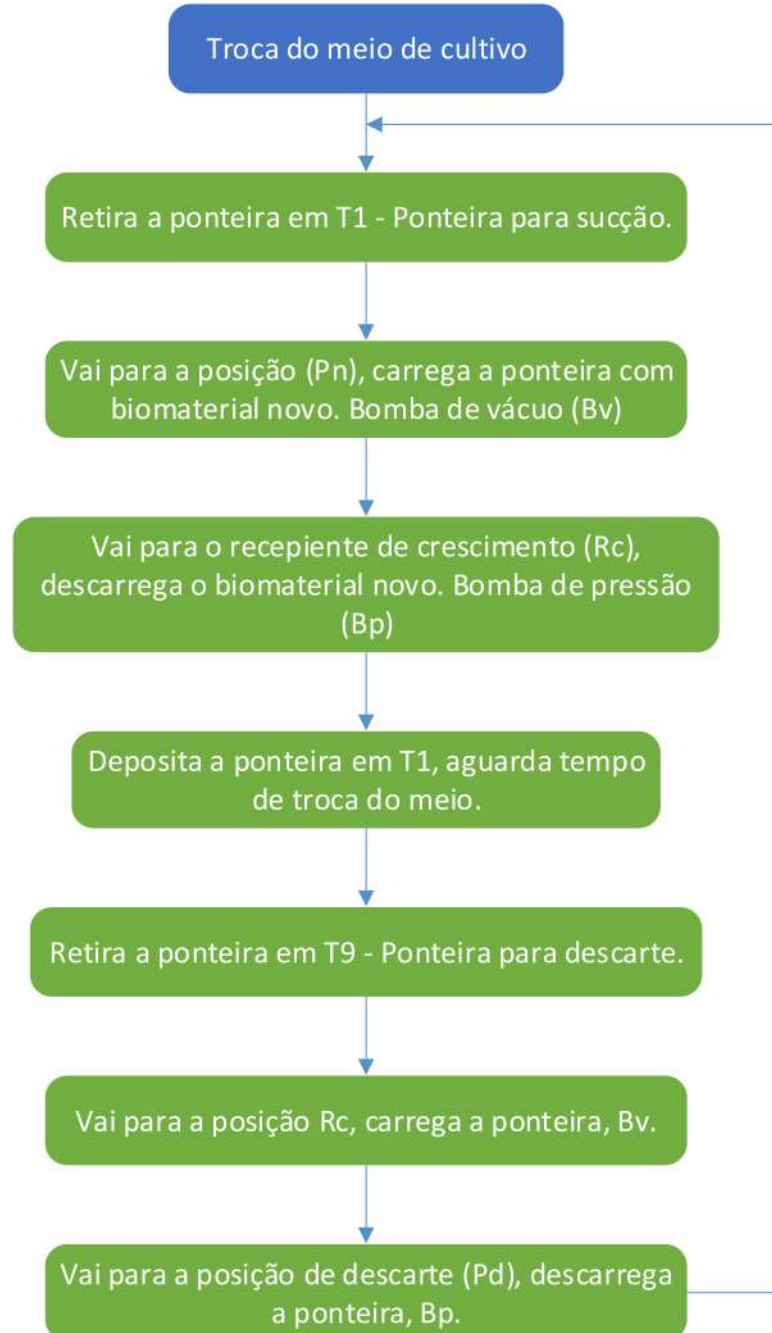 Troca do meio de cultivo
Retira a ponteira em T1 - Ponteira para sucção.
Vai para a posição (Pn), carrega a ponteira com
biomaterial novo. Bomba de vácuo (Bv)
Vai para o recepiente de crescimento (Rc),
descarrega o biomaterial novo. Bomba de pressão
(Bp)
Deposita a ponteira em T1, aguarda tempo
de troca do meio.
Retira a ponteira em T9 - Ponteira para descarte.
Vai para a posição Rc, carrega a ponteira, Bv.
Vai para a posição de descarte (Pd), descarrega
a ponteira, Bp.